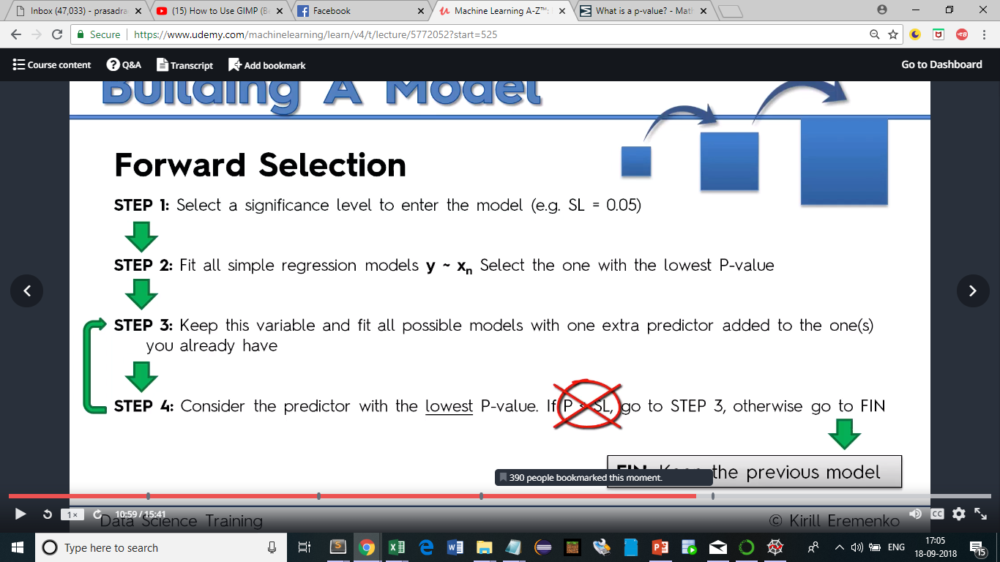 Inbox (47,033) - prasadra
(15) How to Use GIMP (Be
Facebook
Machine Learning A-Z™:
What is a p-value? - Mat
Secure
https://www.udemy.com/machinelearning/learn/v4/t/lecture/5772052?start=525
Course content
Q&A
Transcript
Add bookmark
Go to Dashboard
Building A Model
Forward Selection
STEP 1: Select a significance level to enter the model (e.g. SL = 0.05)
STEP 2: Fit all simple regression models y ~ xn Select the one with the lowest P-value
STEP 3: Keep this variable and fit all possible models with one extra predictor added to the one(s)
you already have
STEP 4: Consider the predictor with the lowest P-value. If P < SL, go to STEP 3, otherwise go to FIN
FIN: Keep the previous model
390 people bookmarked this moment.
1×
10:59 / 15:41
CC
Data Science Training
© Kirill Eremenko
Type here to search
ENG
17:05
18-09-2018
15